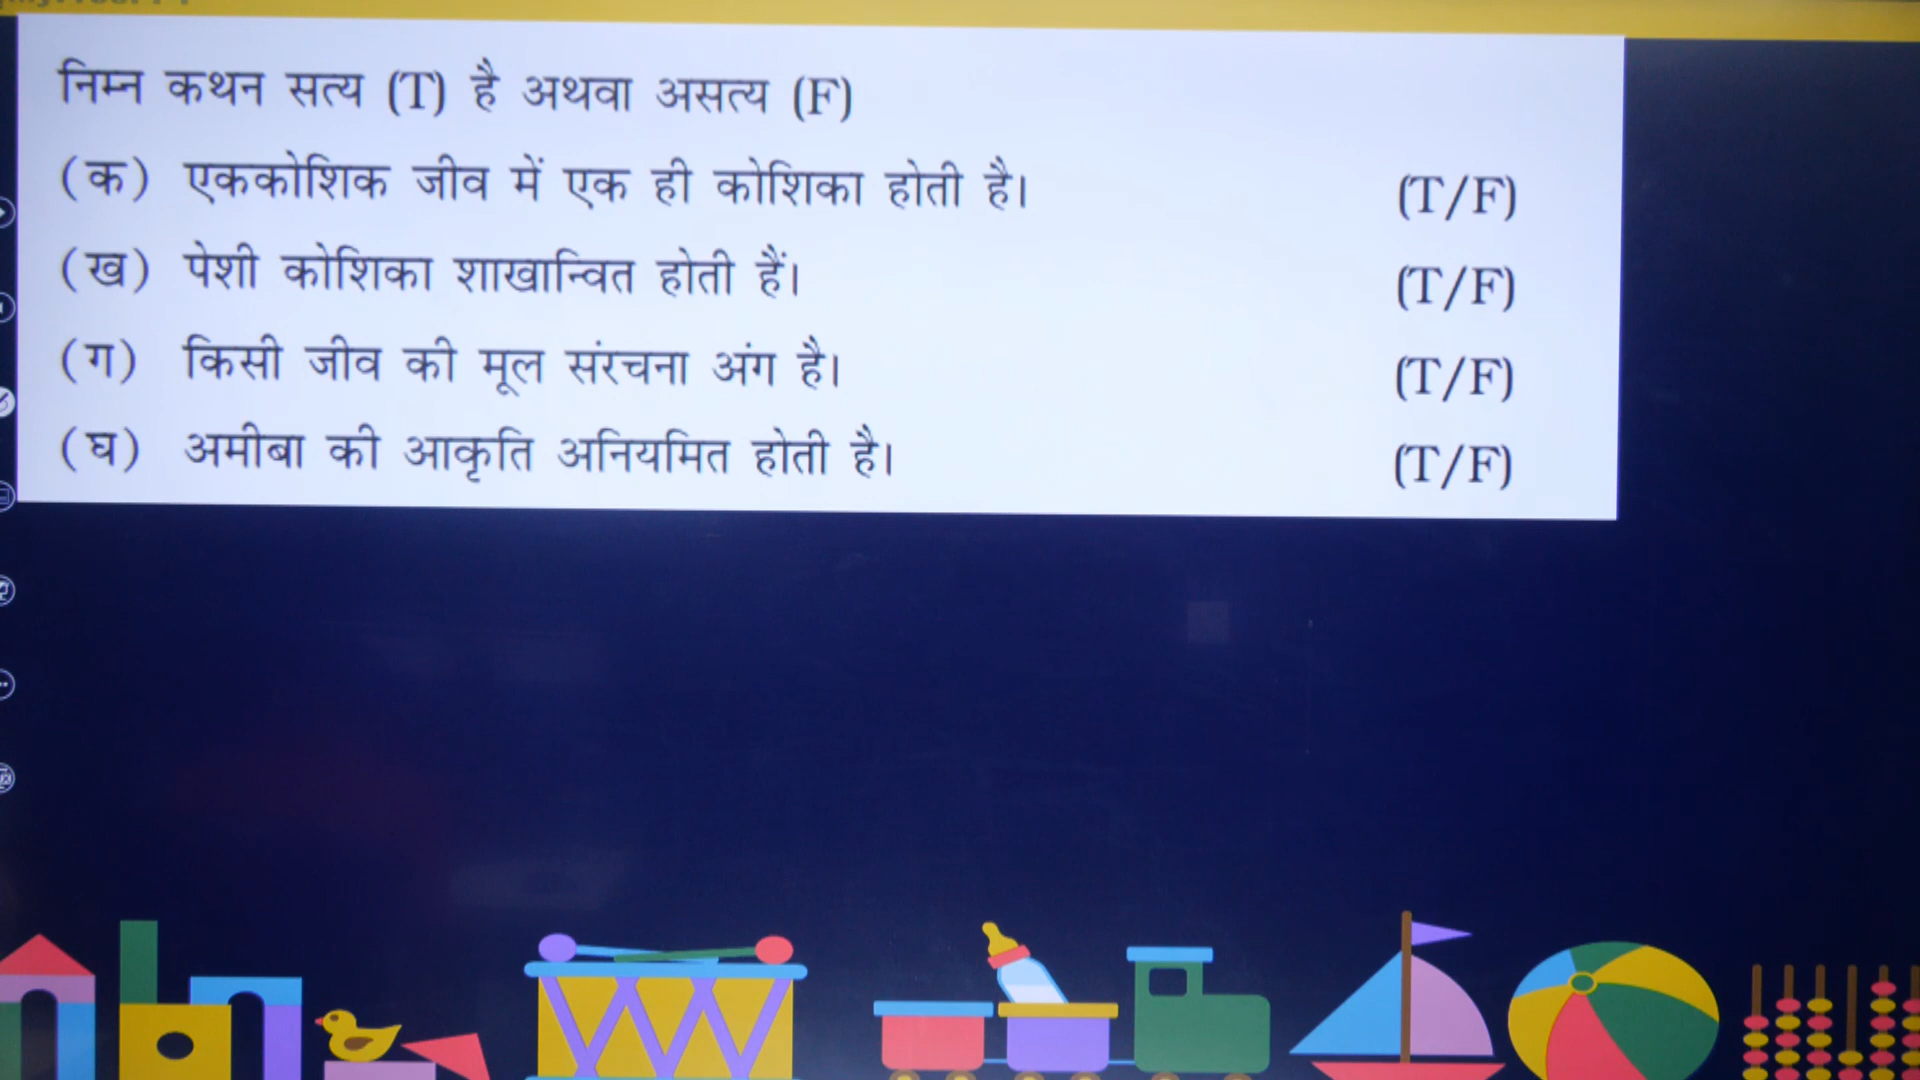 निम्न कथन सत्य (T) है अथवा असत्य (F)
(क) एककोशिक जीव में एक ही कोशिका होती है। (T/F)
(ख) पेशी कोशिका शाखान्वित होती हैं। (T/F)
(ग) किसी जीव की मूल संरचना अंग है। (T/F)
(घ) अमीबा की आकृति अनियमित होती है। (T/F)